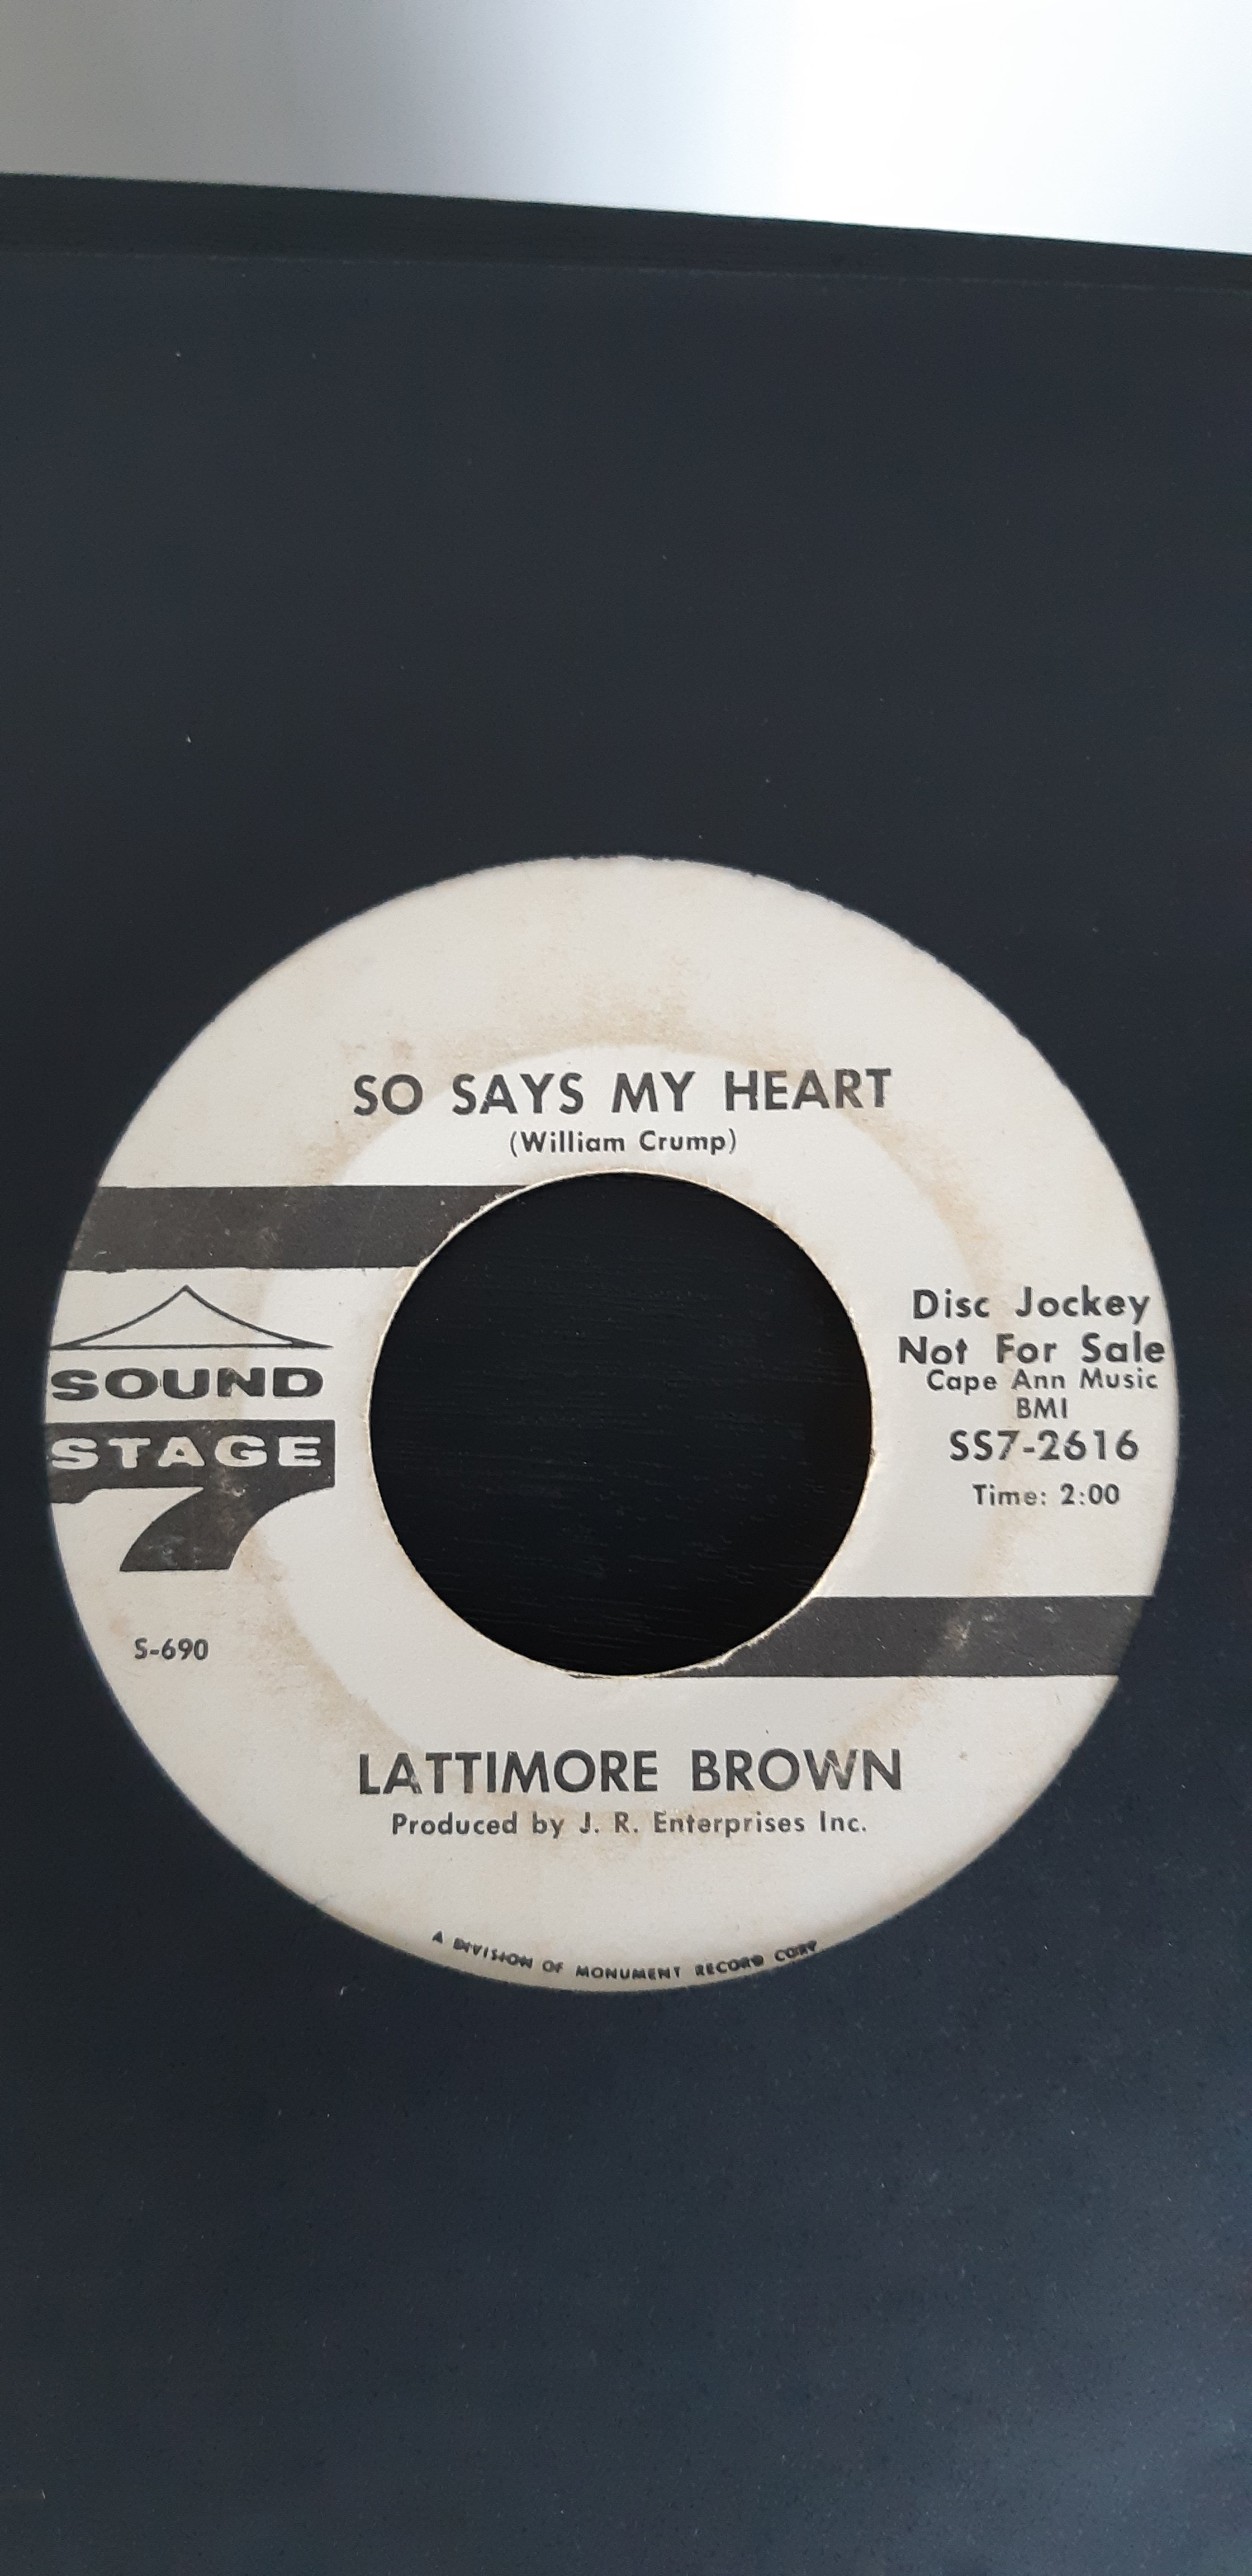 SO SAYS MY HEART
(William Crump)
SOUND
STAGE
7
S-690
Disc Jockey
Not For Sale
Cape Ann Music
BMI
SS7-2616
Time: 2:00
LATTIMORE BROWN
Produced by J. R. Enterprises Inc.
A DIVISION OF MONUMENT RECORD CORP